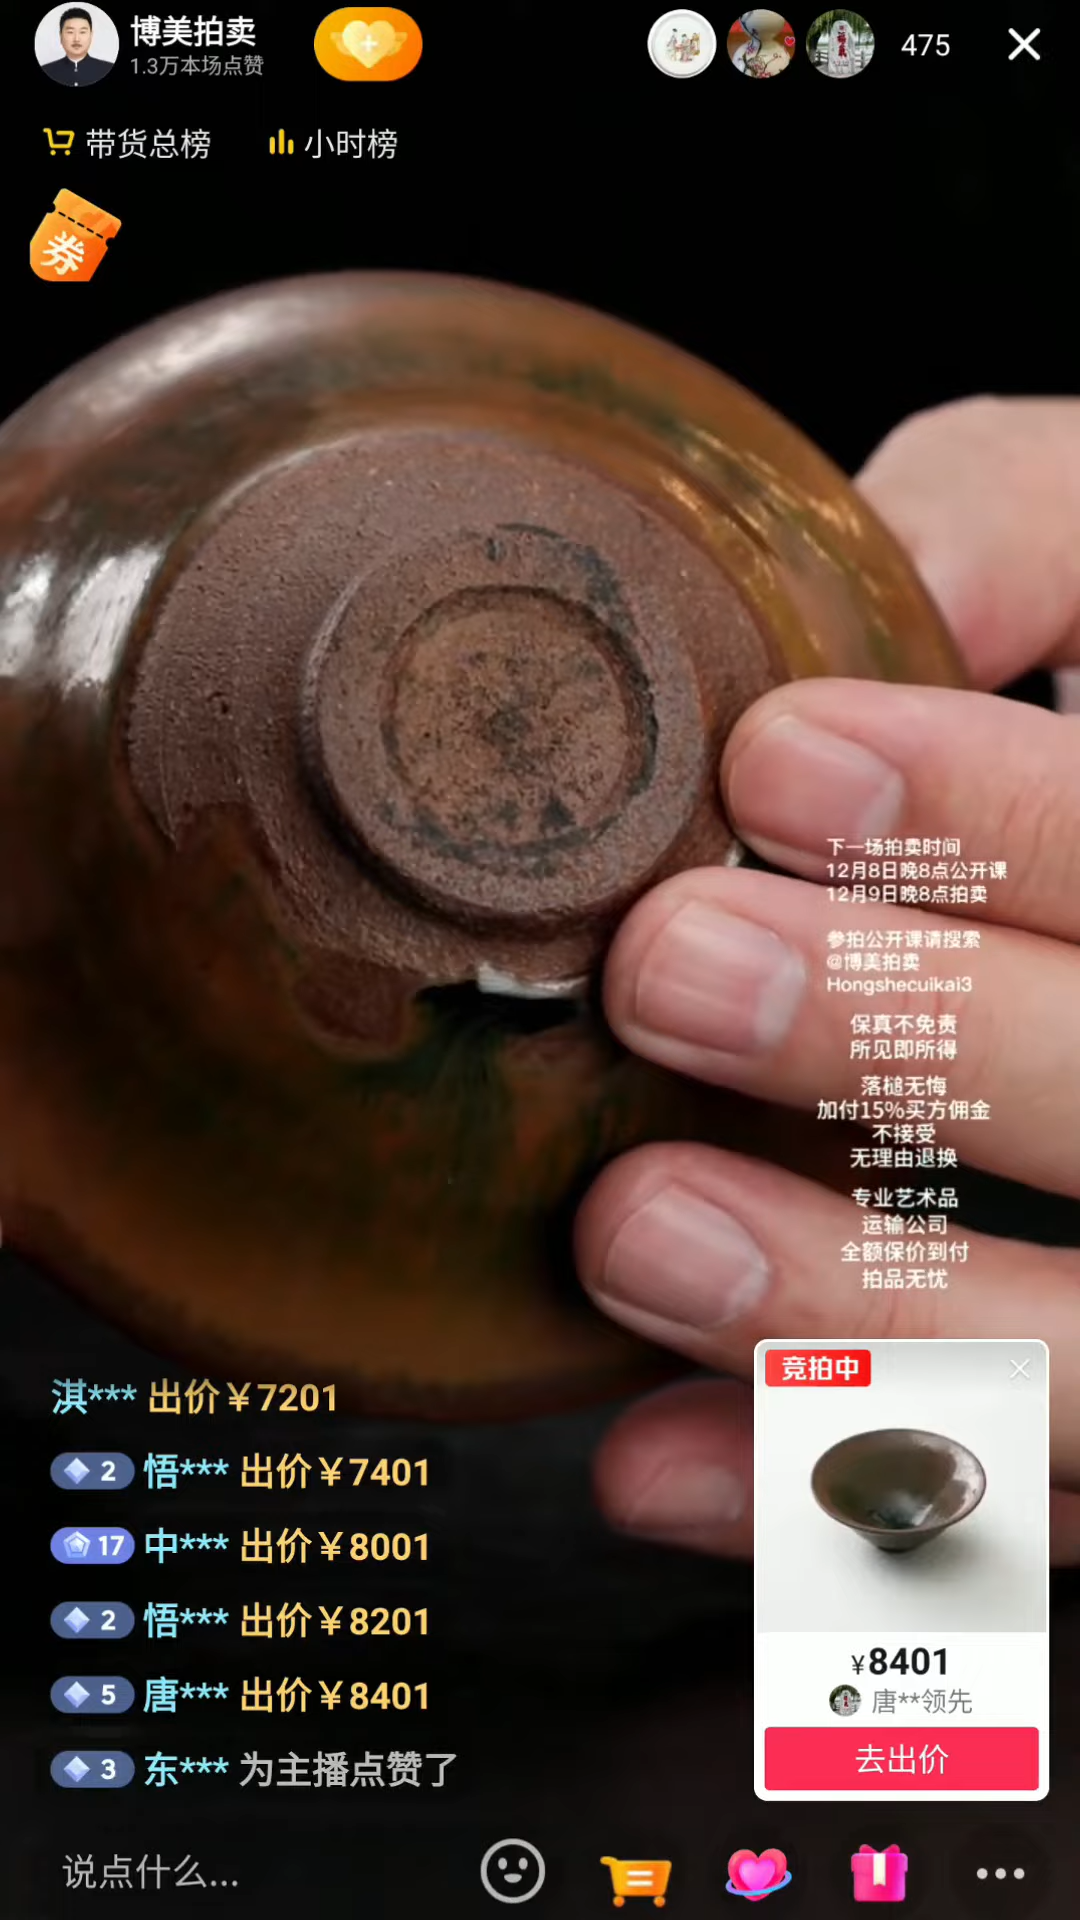 博美拍卖
1.3万本场点赞
475
带货总榜
小时榜
券
下一场拍卖时间
12月8日晚8点公开课
12月9日晚8点拍卖
参拍公开课请搜索
@博美拍卖
Hongshecuikai3
保真不免责
所见即所得
落槌无悔
加付15%买方佣金
不接受
无理由退换
专业艺术品
运输公司
全额保价到付
拍品无忧
淇*** 出价¥7201
2 悟*** 出价¥7401
17 中*** 出价¥8001
2 悟*** 出价¥8201
5 唐*** 出价¥8401
3 东*** 为主播点赞了
竞拍中
¥8401
唐**领先
去出价
说点什么...